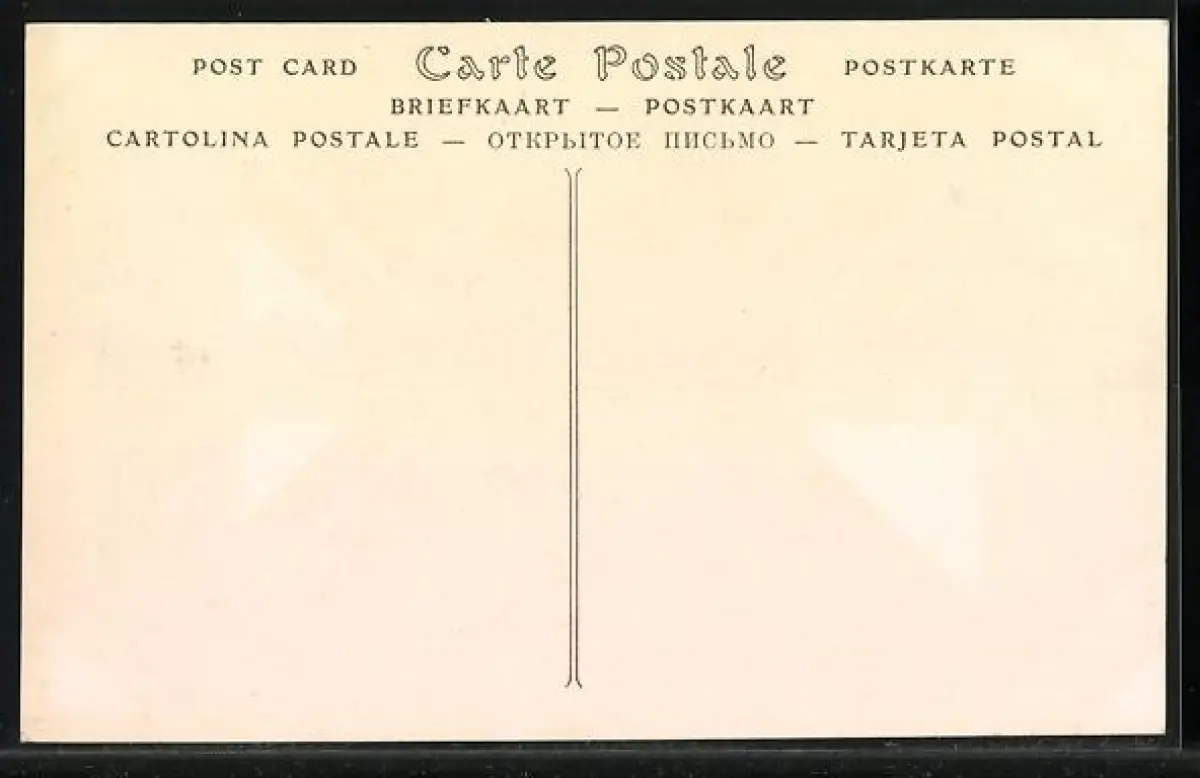 POST CARD Carte Postale POSTKARTE
BRIEFKAART — POSTKAART
CARTOLINA POSTALE — ОТКРЫТОЕ ПИСЬМО — TARJETA POSTAL